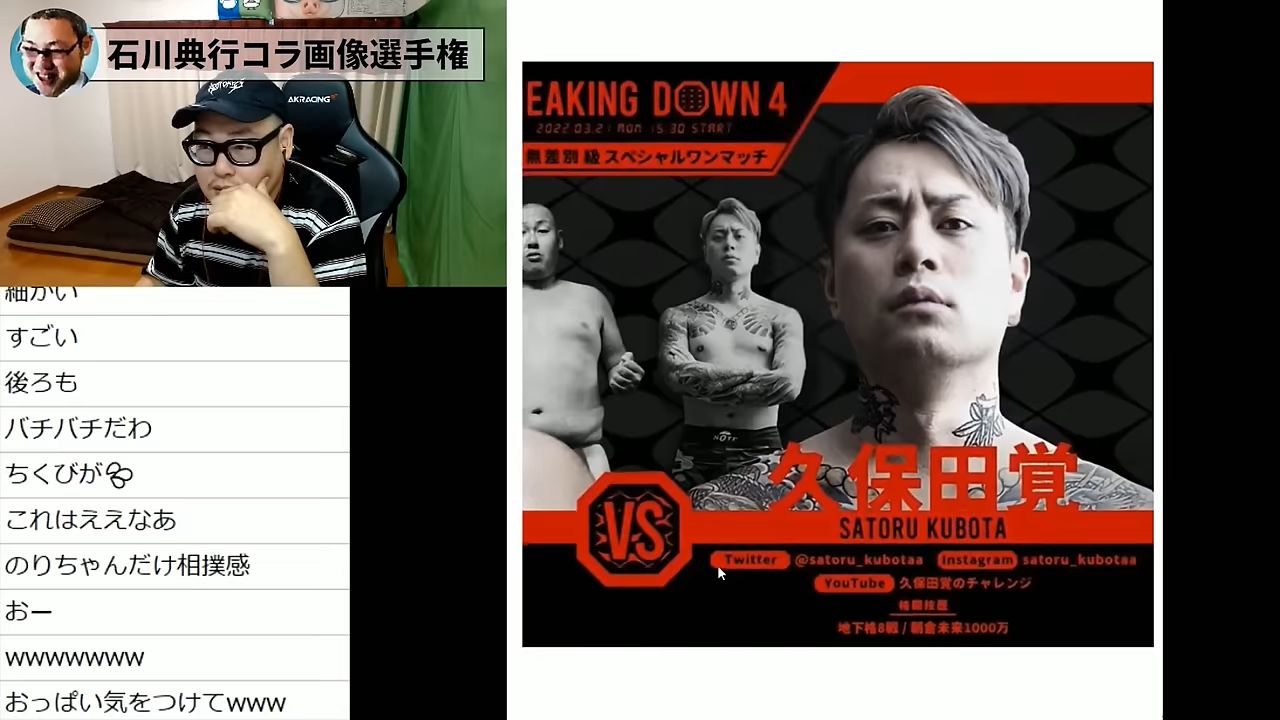 石川典行コラ画像選手権
AKRACING
細かい
すごい
後ろも
バチバチだわ
ちくびが
これはええなあ
のりちゃんだけ相撲感
おー
wwwwwww
おっぱい気をつけてwww
EAKING DOWN 4
2022.03.21 MON 15:30 START
無差別級スペシャルワンマッチ
VS
久保田覚
SATORU KUBOTA
Twitter @satoru_kubotaa Instagram satoru_kubotaa
YouTube 久保田覚のチャレンジ
格闘技歴
地下格8戦 / 朝倉未来1000万